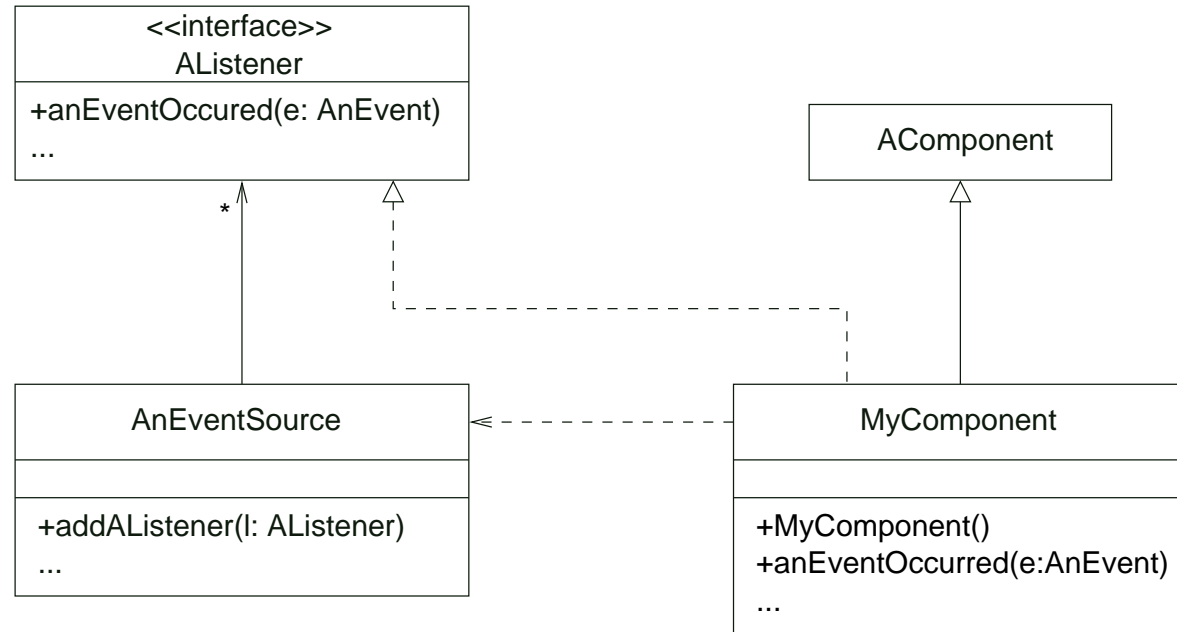 <<interface>>
AListener
+anEventOccured(e: AnEvent)
...
AComponent
*
AnEventSource
+addAListener(l: AListener)
...
MyComponent
+MyComponent()
+anEventOccurred(e:AnEvent)
...